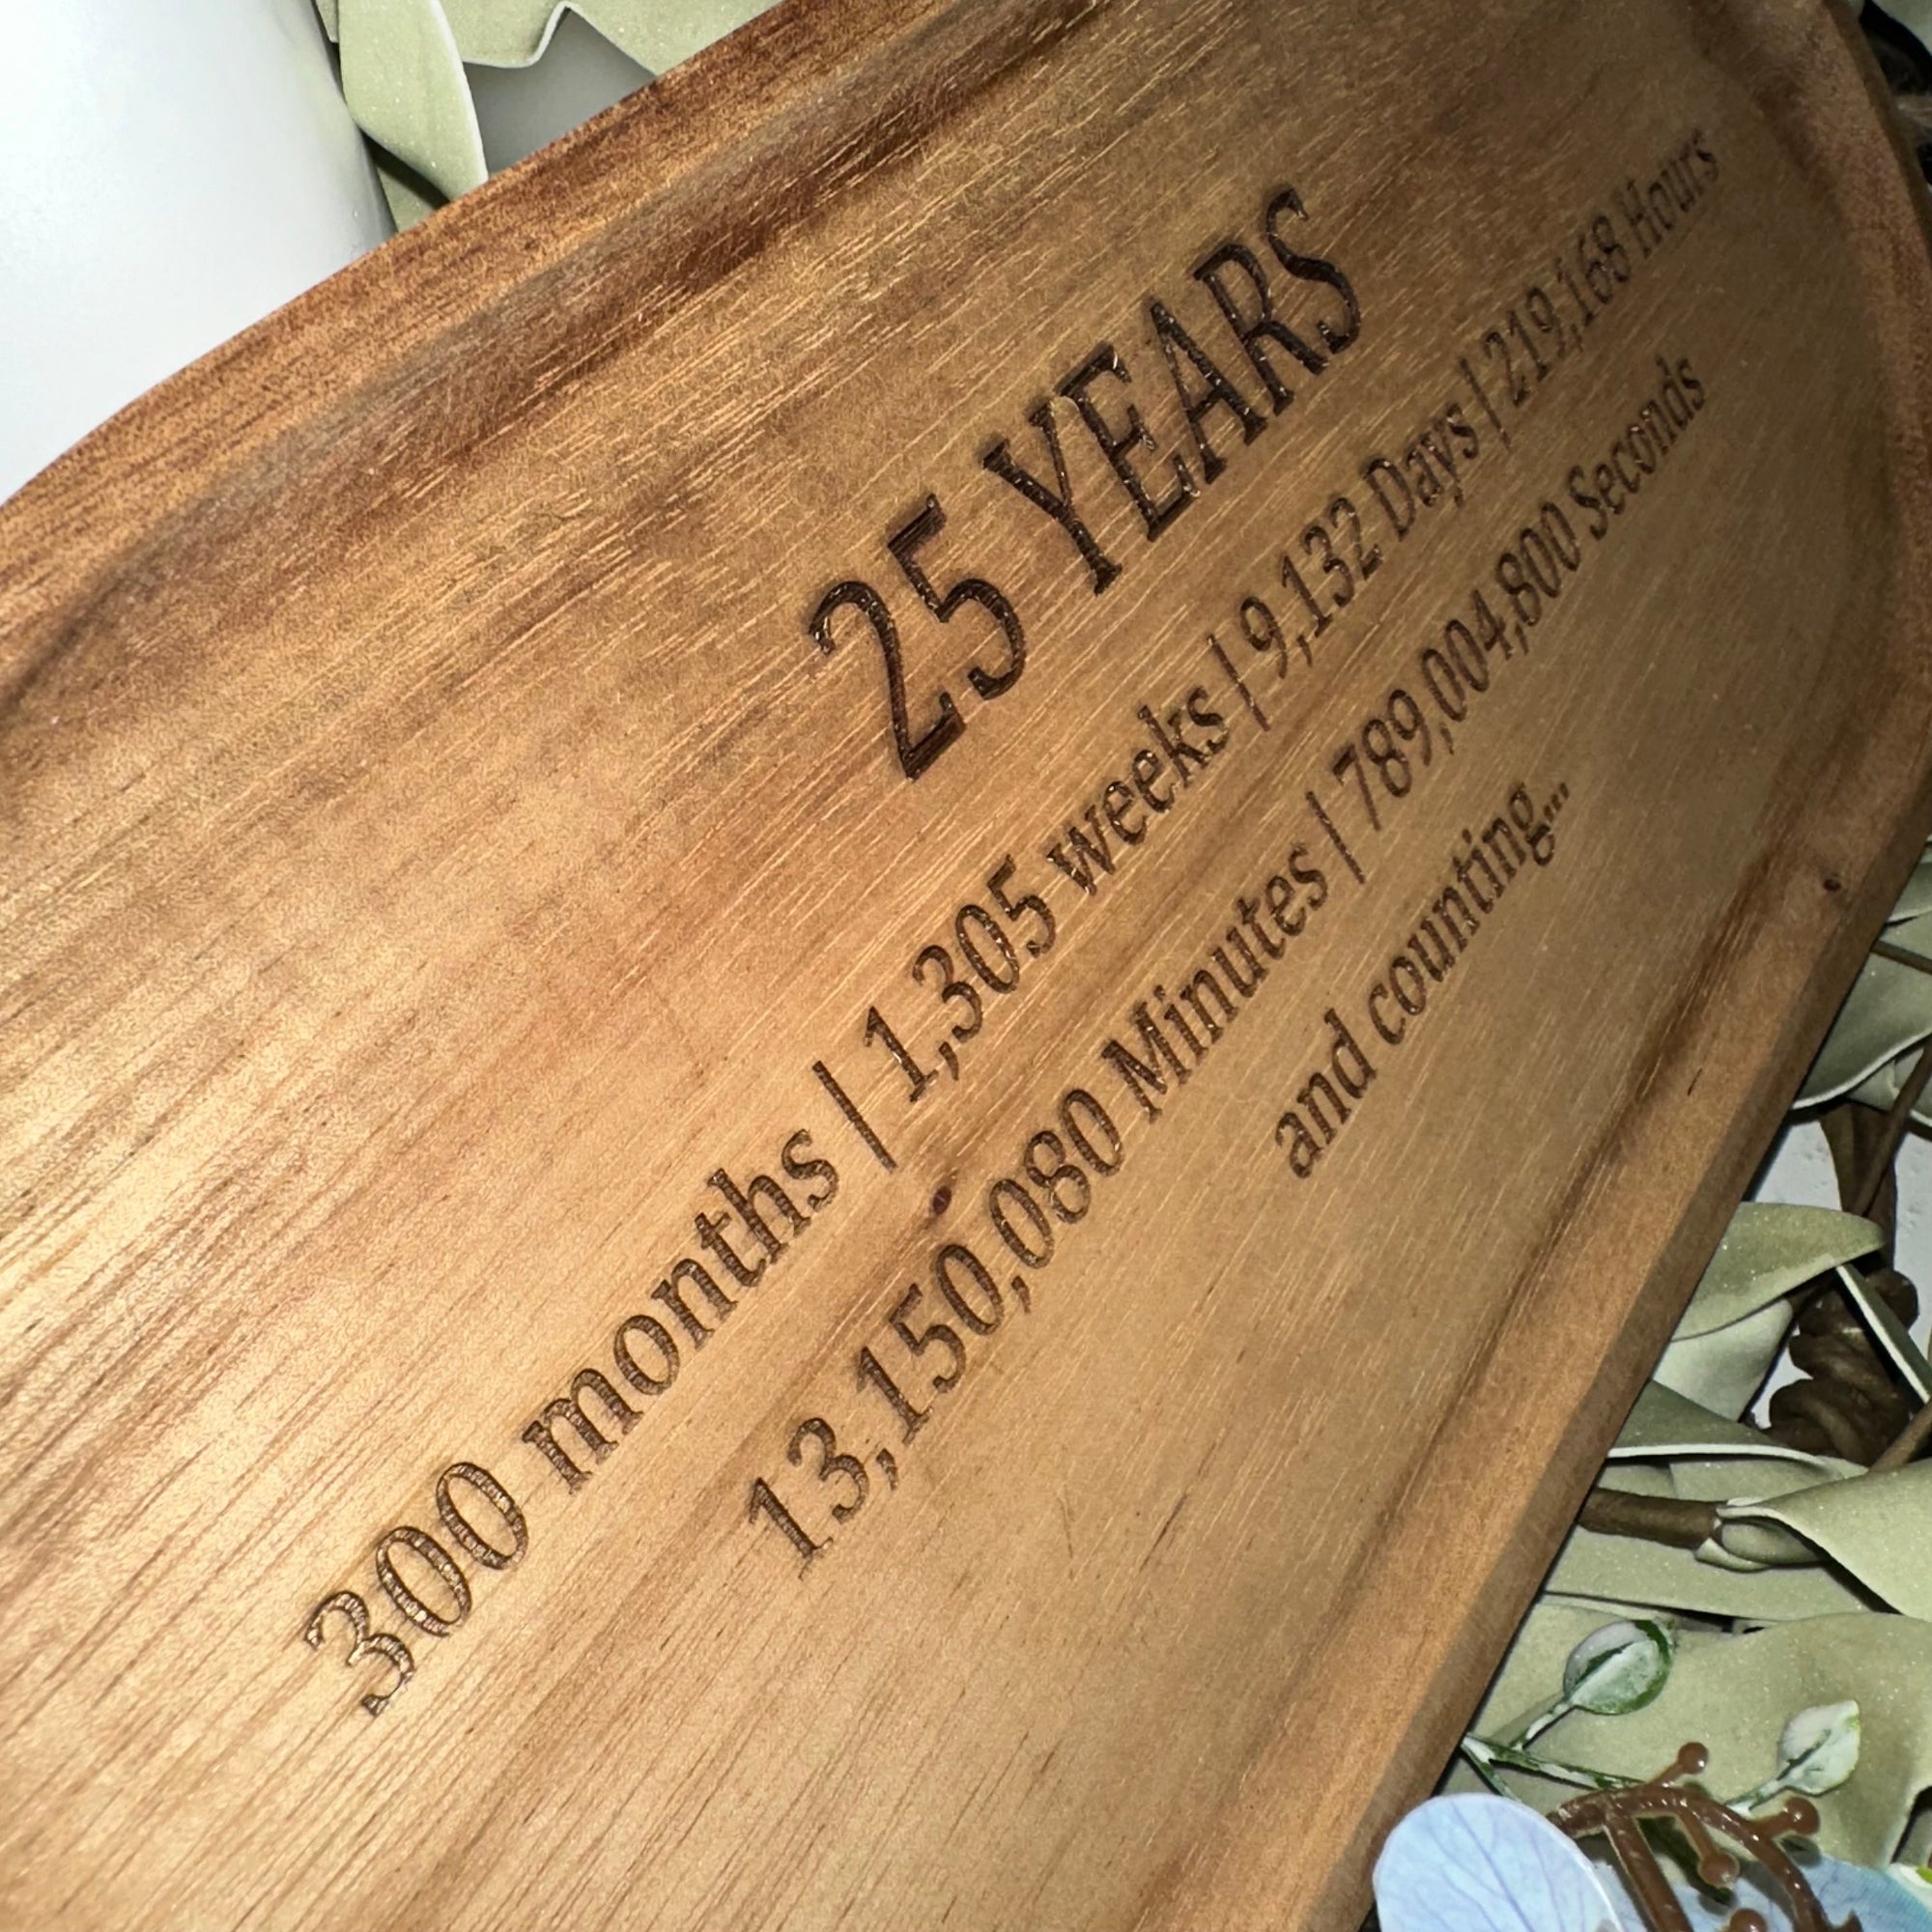 25 YEARS
300 months | 1,305 weeks | 9,132 Days | 219,168 Hours
13,150,080 Minutes | 789,004,800 Seconds
and counting...